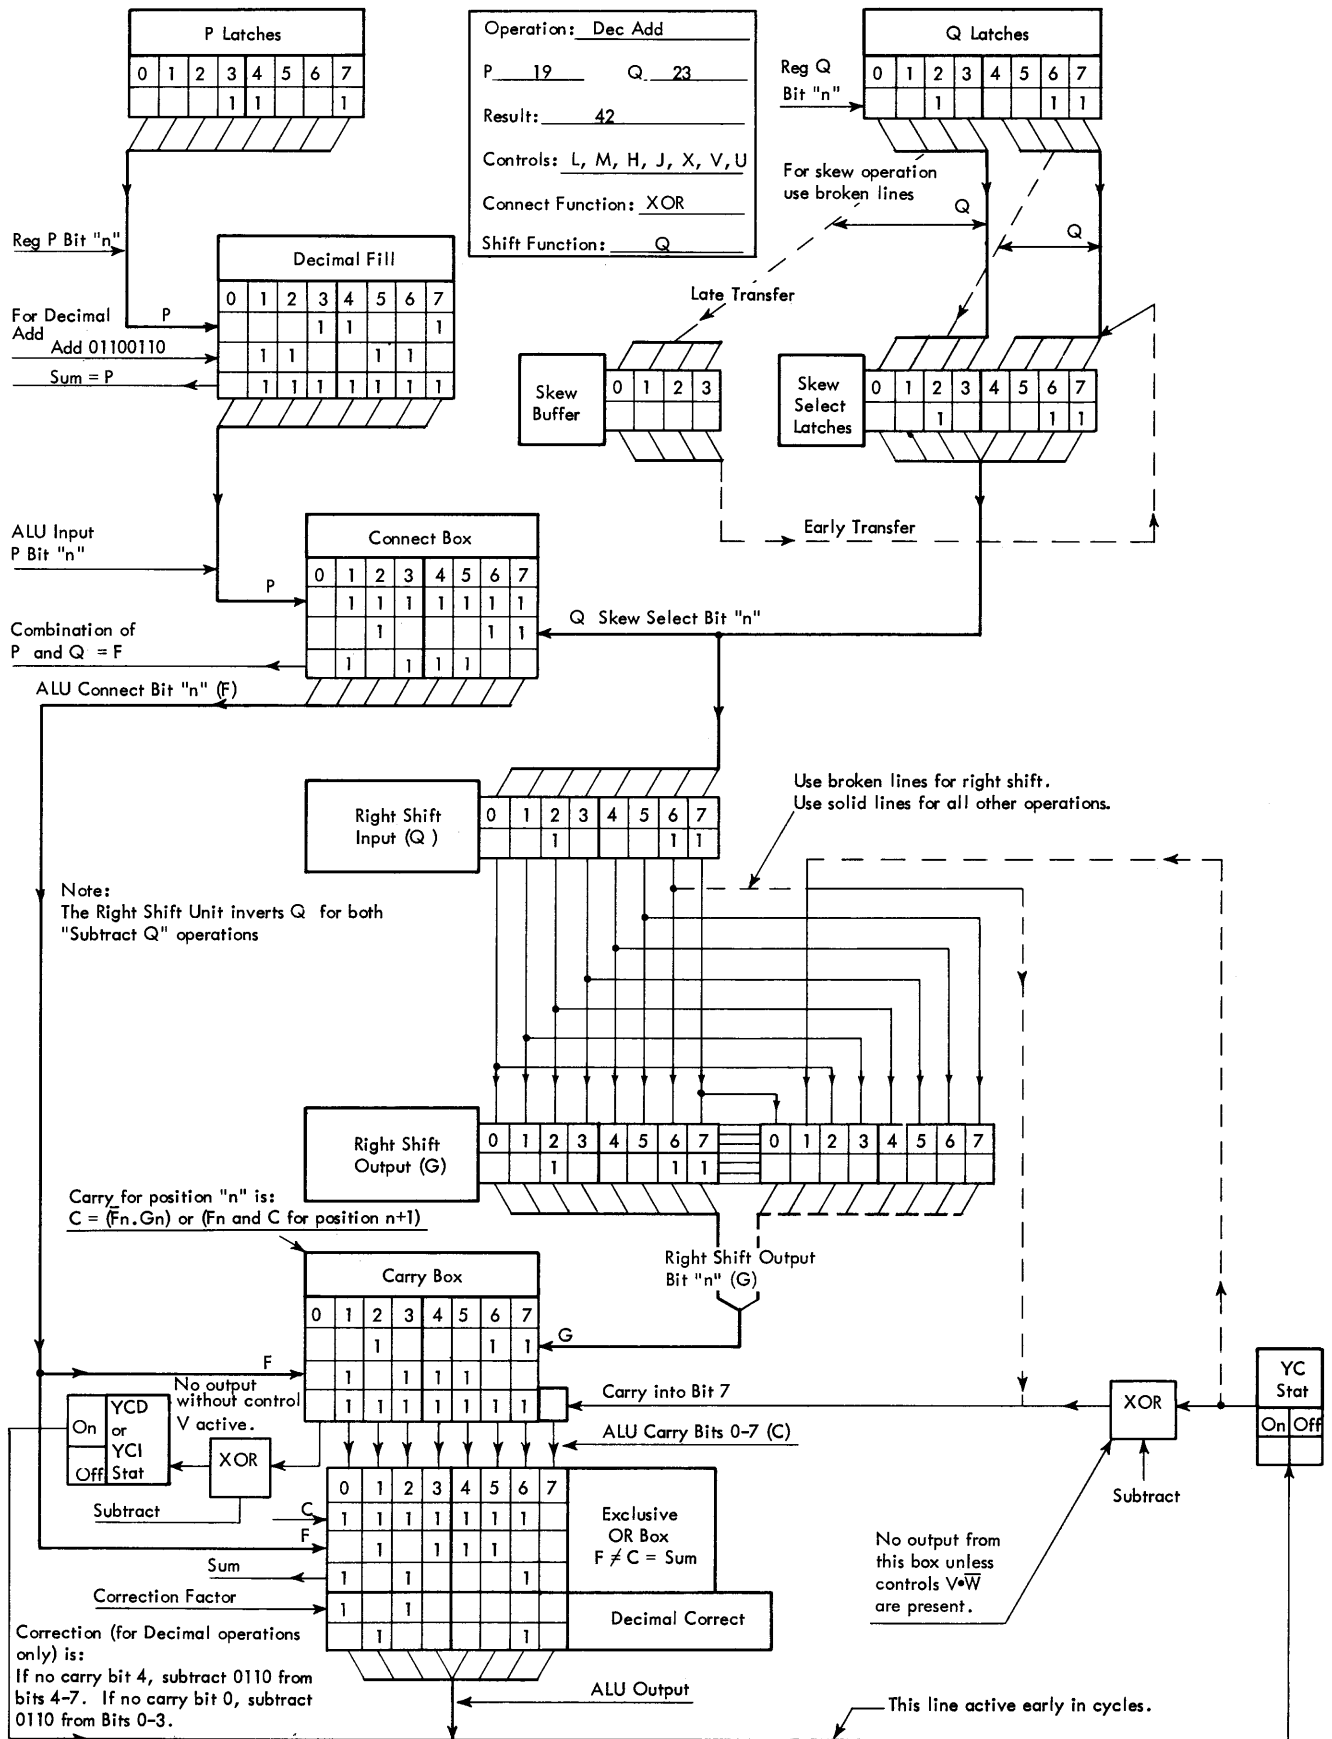 P Latches
0 1 2 3 4 5 6 7
1 1 1
Operation: Dec Add
P 19 Q 23
Result: 42
Controls: L, M, H, J, X, V, U
Connect Function: XOR
Shift Function: Q
Q Latches
0 1 2 3 4 5 6 7
1 1 1
Reg Q
Bit "n"
For skew operation
use broken lines
Q
Q
Reg P Bit "n"
Decimal Fill
0 1 2 3 4 5 6 7
1 1 1
1 1 1 1
1 1 1 1 1 1 1
P
For Decimal
Add
Add 01100110
Sum = P
Late Transfer
Skew
Buffer
0 1 2 3
Skew
Select
Latches
0 1 2 3 4 5 6 7
1 1 1
Early Transfer
ALU Input
P Bit "n"
Connect Box
0 1 2 3 4 5 6 7
1 1 1 1 1 1 1
1 1 1
1 1 1 1
P
Q Skew Select Bit "n"
Combination of
P and Q = F
ALU Connect Bit "n" (F)
Right Shift
Input (Q )
0 1 2 3 4 5 6 7
1 1 1
Use broken lines for right shift.
Use solid lines for all other operations.
Note:
The Right Shift Unit inverts Q for both
"Subtract Q" operations
Right Shift
Output (G)
0 1 2 3 4 5 6 7 0 1 2 3 4 5 6 7
1 1 1
Carry for position "n" is:
C = (F̅n.Gn) or (Fn and C for position n+1)
Right Shift Output
Bit "n" (G)
Carry Box
0 1 2 3 4 5 6 7
1 1 1
1 1 1 1
1 1 1 1 1 1 1
G
F
No output
without control
V active.
On
Off
YCD
or
YCI
Stat
XOR
Subtract
Carry into Bit 7
ALU Carry Bits 0-7 (C)
XOR
Subtract
YC
Stat
On Off
0 1 2 3 4 5 6 7
1 1 1 1 1 1 1
1 1 1 1
1 1 1
1 1
1 1
C
F
Sum
Correction Factor
Exclusive
OR Box
F ≠ C = Sum
Decimal Correct
No output from
this box unless
controls V•W̅
are present.
Correction (for Decimal operations
only) is:
If no carry bit 4, subtract 0110 from
bits 4-7. If no carry bit 0, subtract
0110 from Bits 0-3.
ALU Output
This line active early in cycles.